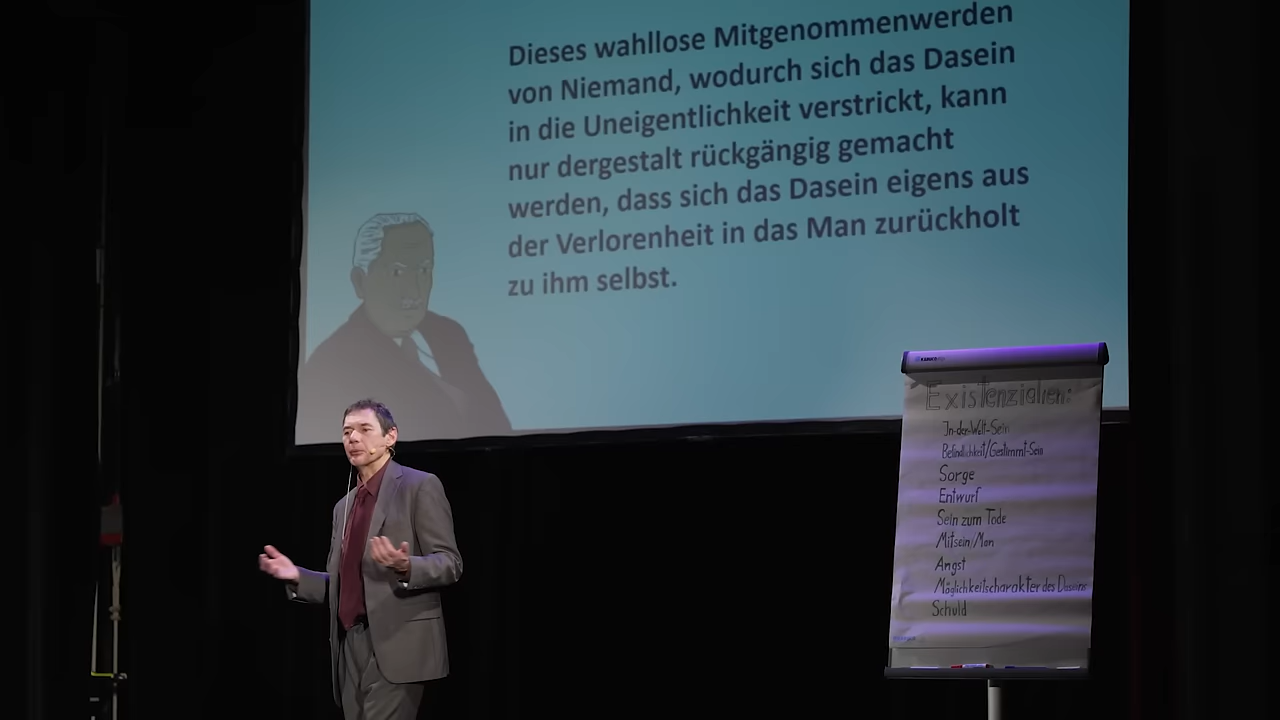 Dieses wahllose Mitgenommenwerden
von Niemand, wodurch sich das Dasein
in die Uneigentlichkeit verstrickt, kann
nur dergestalt rückgängig gemacht
werden, dass sich das Dasein eigens aus
der Verlorenheit in das Man zurückholt
zu ihm selbst.
Existenzialien:
In-der-Welt-Sein
Befindlichkeit/Gestimmt-Sein
Sorge
Entwurf
Sein zum Tode
Mitsein/Man
Angst
Möglichkeitscharakter des Daseins
Schuld